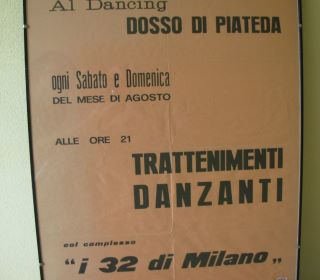 Al Dancing
DOSSO DI PIATEDA
ogni Sabato e Domenica
DEL MESE DI AGOSTO
ALLE ORE 21
TRATTENIMENTI
DANZANTI
col complesso
"i 32 di Milano„